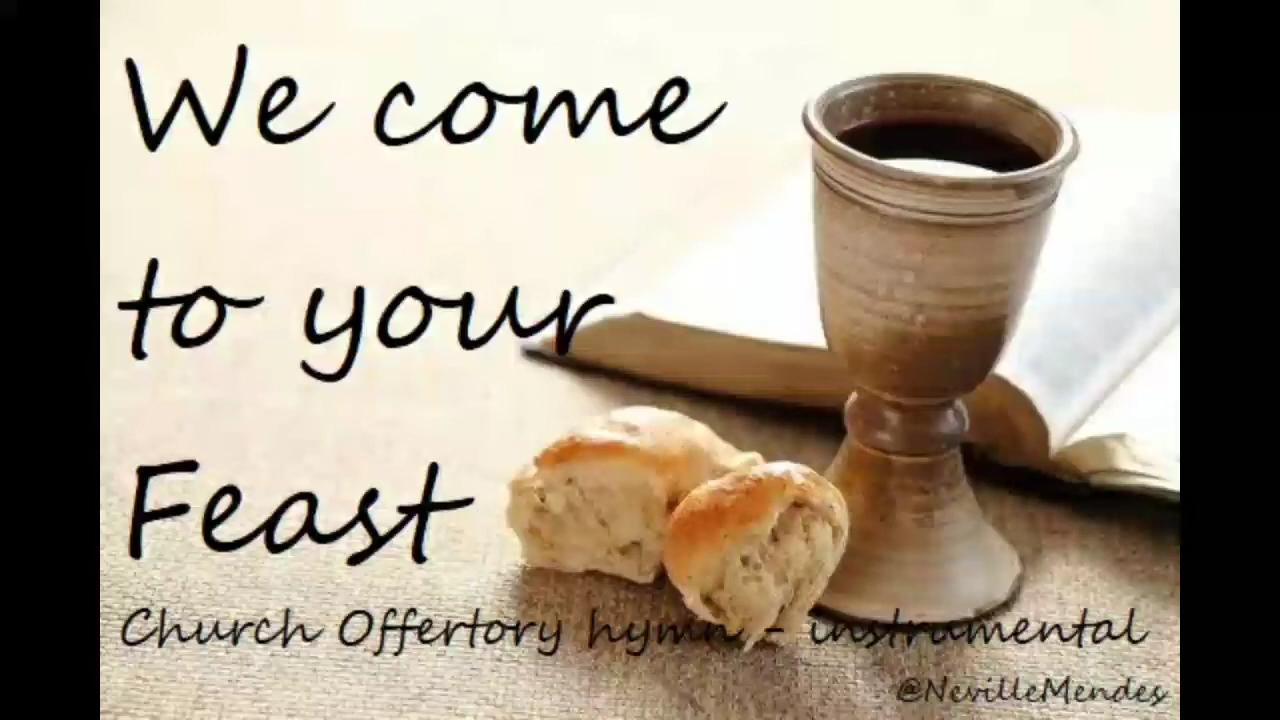 We come
to your
Feast
Church Offertory hymn - instrumental
@NevilleMendes